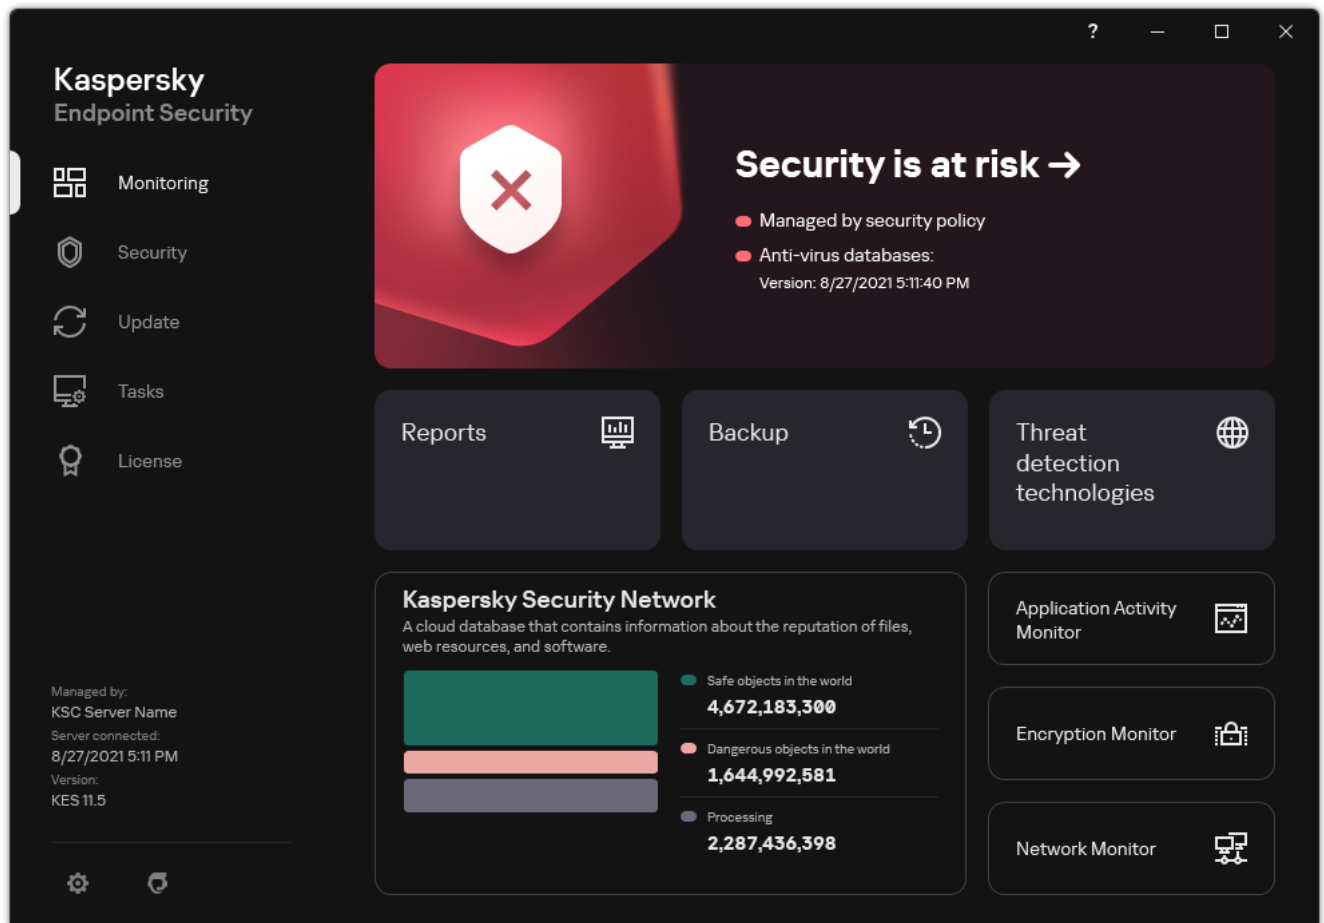 ?
Kaspersky
Endpoint Security
Monitoring
Security
Update
Tasks
License
Managed by:
KSC Server Name
Server connected:
8/27/2021 5:11 PM
Version:
KES 11.5
Security is at risk →
Managed by security policy
Anti-virus databases:
Version: 8/27/2021 5:11:40 PM
Reports
Backup
Threat
detection
technologies
Kaspersky Security Network
A cloud database that contains information about the reputation of files,
web resources, and software.
Safe objects in the world
4,672,183,300
Dangerous objects in the world
1,644,992,581
Processing
2,287,436,398
Application Activity
Monitor
Encryption Monitor
Network Monitor